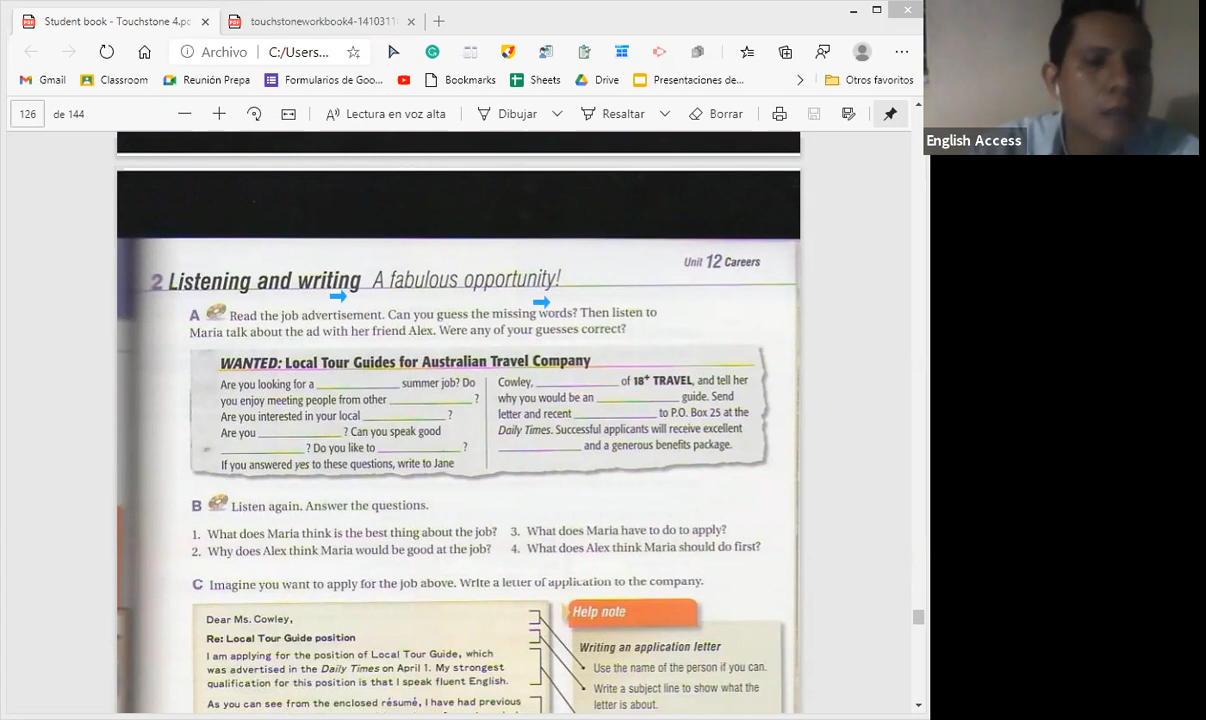 Student book - Touchstone 4.p
touchstoneworkbook4-1410311
Archivo
C:/Users...
Gmail
Classroom
Reunión Prepa
Formularios de Goo...
Bookmarks
Sheets
Drive
Presentaciones de...
Otros favoritos
126 de 144
Lectura en voz alta
Dibujar
Resaltar
Borrar
English Access
Unit 12 Careers
2 Listening and writing A fabulous opportunity!
A Read the job advertisement. Can you guess the missing words? Then listen to
Maria talk about the ad with her friend Alex. Were any of your guesses correct?
WANTED: Local Tour Guides for Australian Travel Company
Are you looking for a ____________ summer job? Do
you enjoy meeting people from other ____________ ?
Are you interested in your local ____________ ?
Are you ____________ ? Can you speak good
____________ ? Do you like to ____________ ?
If you answered yes to these questions, write to Jane
Cowley, ____________ of 18+ TRAVEL, and tell her
why you would be an ____________ guide. Send
letter and recent ____________ to P.O. Box 25 at the
Daily Times. Successful applicants will receive excellent
____________ and a generous benefits package.
B Listen again. Answer the questions.
1. What does Maria think is the best thing about the job?
2. Why does Alex think Maria would be good at the job?
3. What does Maria have to do to apply?
4. What does Alex think Maria should do first?
C Imagine you want to apply for the job above. Write a letter of application to the company.
Dear Ms. Cowley,
Re: Local Tour Guide position
I am applying for the position of Local Tour Guide, which
was advertised in the Daily Times on April 1. My strongest
qualification for this position is that I speak fluent English.
As you can see from the enclosed résumé, I have had previous
Help note
Writing an application letter
Use the name of the person if you can.
Write a subject line to show what the
letter is about.